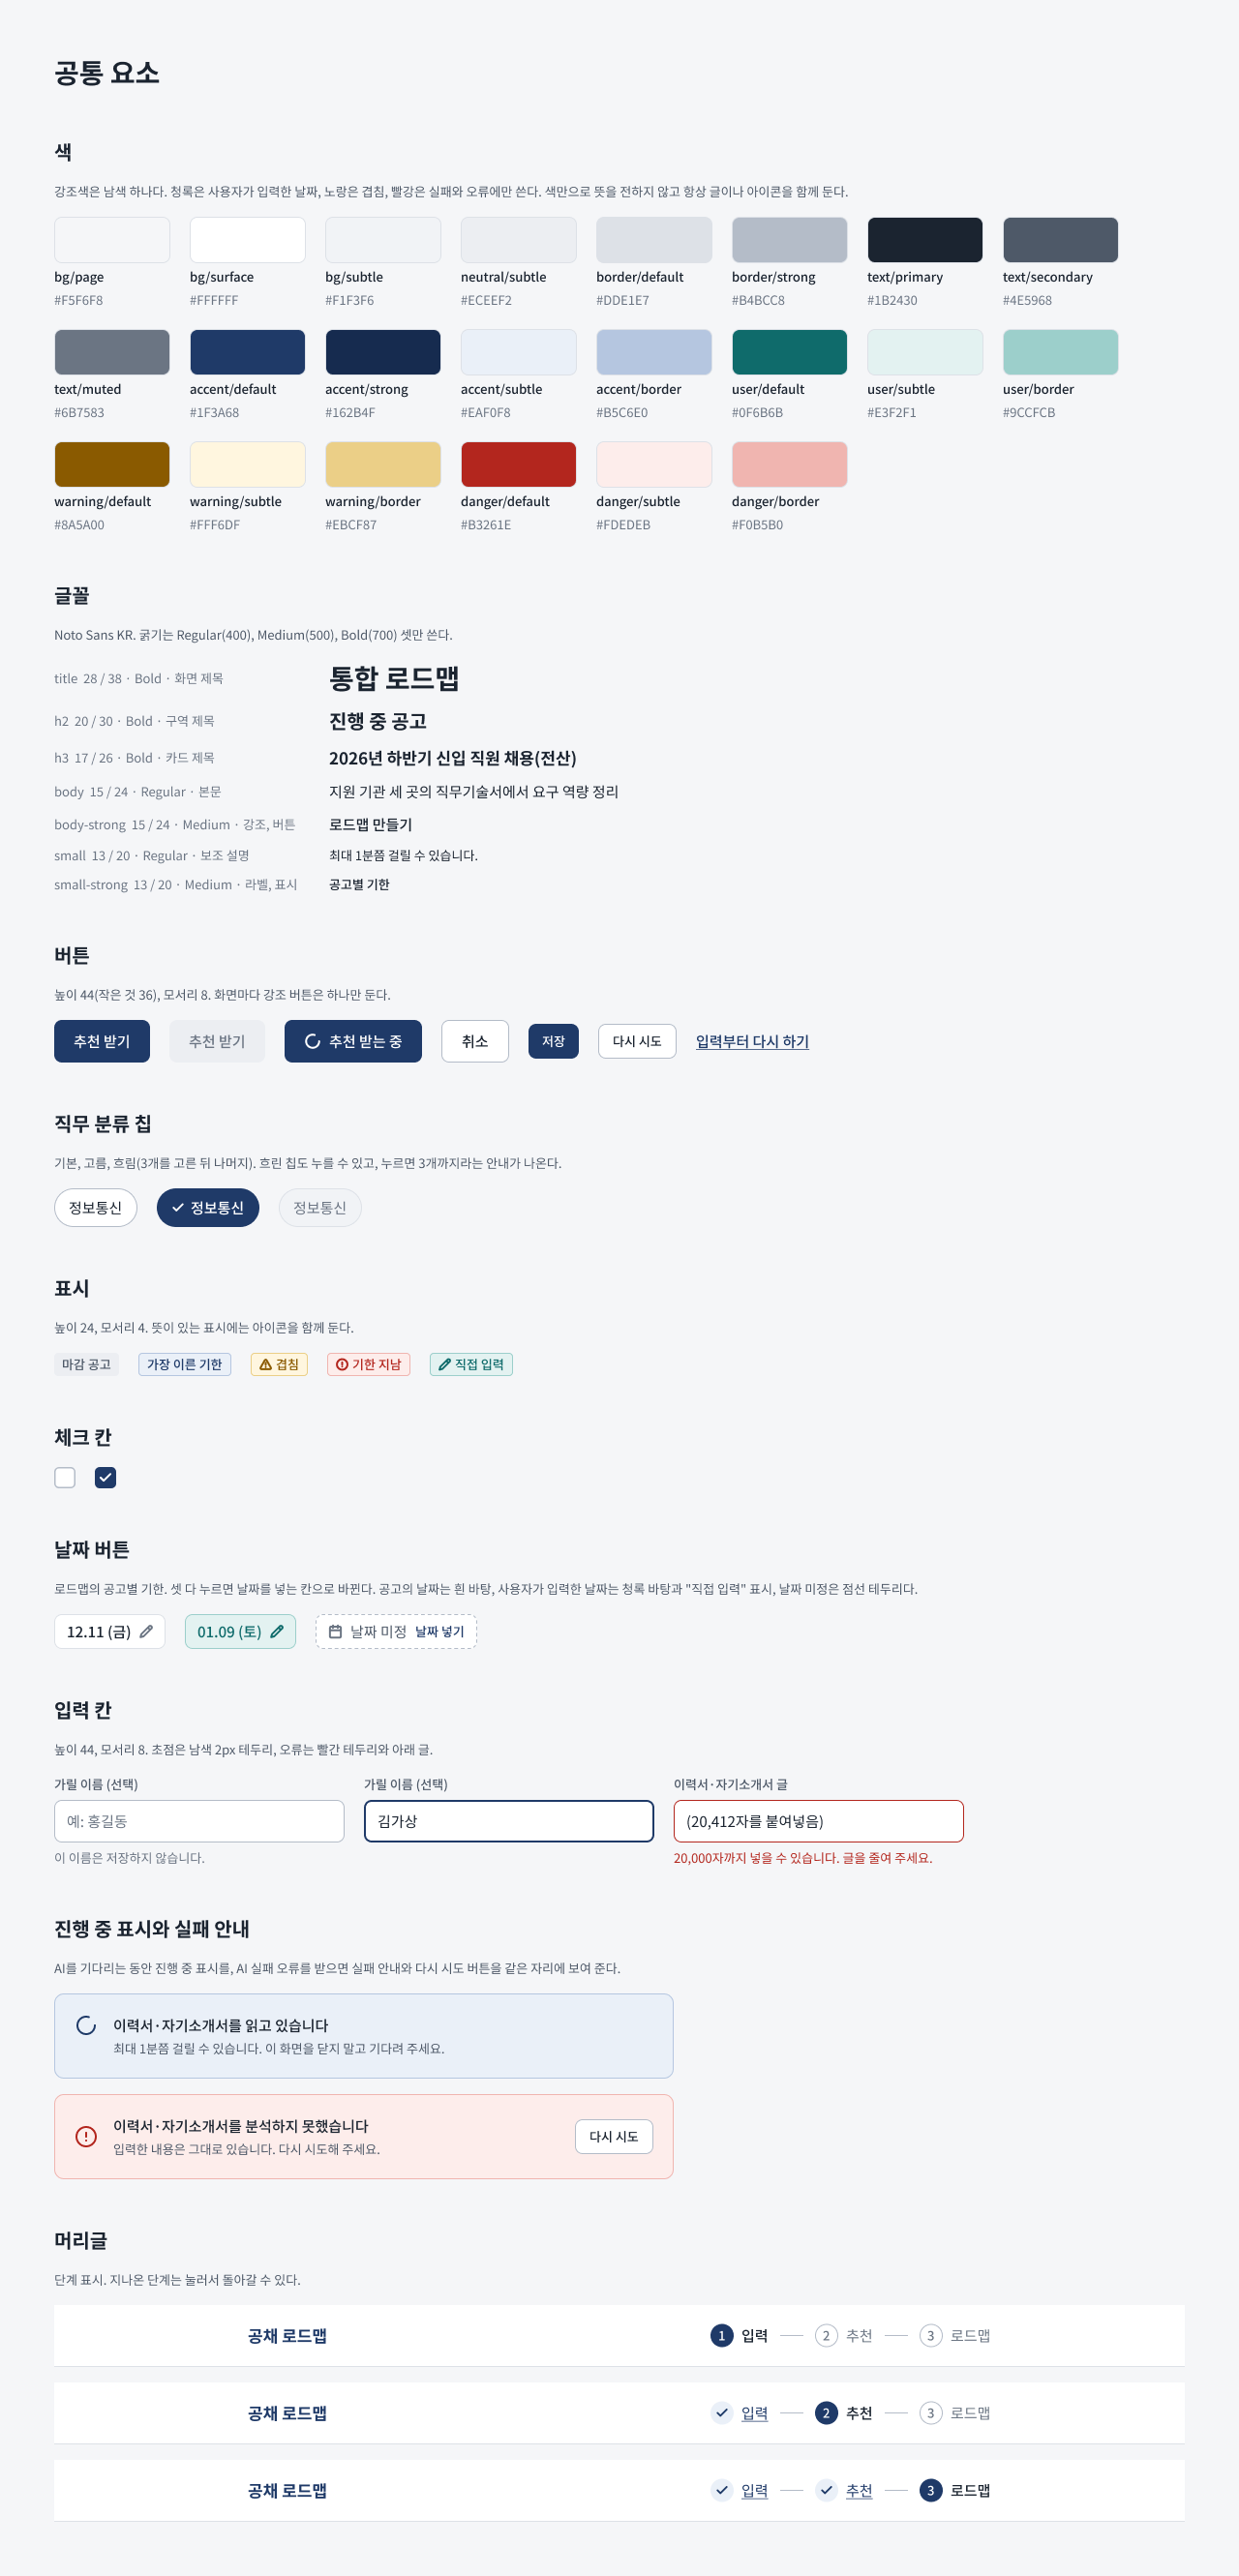 공통 요소
색
강조색은 남색 하나다. 청록은 사용자가 입력한 날짜, 노랑은 겹침, 빨강은 실패와 오류에만 쓴다. 색만으로 뜻을 전하지 않고 항상 글이나 아이콘을 함께 둔다.
bg/page bg/surface bg/subtle neutral/subtle border/default border/strong text/primary text/secondary
#F5F6F8 #FFFFFF #F1F3F6 #ECEEF2 #DDE1E7 #B4BCC8 #1B2430 #4E5968
text/muted accent/default accent/strong accent/subtle accent/border user/default user/subtle user/border
#6B7583 #1F3A68 #162B4F #EAF0F8 #B5C6E0 #0F6B6B #E3F2F1 #9CCFCB
warning/default warning/subtle warning/border danger/default danger/subtle danger/border
#8A5A00 #FFF6DF #EBCF87 #B3261E #FDEDEB #F0B5B0
글꼴
Noto Sans KR. 굵기는 Regular(400), Medium(500), Bold(700) 셋만 쓴다.
title 28 / 38 · Bold · 화면 제목 통합 로드맵
h2 20 / 30 · Bold · 구역 제목 진행 중 공고
h3 17 / 26 · Bold · 카드 제목 2026년 하반기 신입 직원 채용(전산)
body 15 / 24 · Regular · 본문 지원 기관 세 곳의 직무기술서에서 요구 역량 정리
body-strong 15 / 24 · Medium · 강조, 버튼 로드맵 만들기
small 13 / 20 · Regular · 보조 설명 최대 1분쯤 걸릴 수 있습니다.
small-strong 13 / 20 · Medium · 라벨, 표시 공고별 기한
버튼
높이 44(작은 것 36), 모서리 8. 화면마다 강조 버튼은 하나만 둔다.
추천 받기 추천 받기 추천 받는 중 취소 저장 다시 시도 입력부터 다시 하기
직무 분류 칩
기본, 고름, 흐림(3개를 고른 뒤 나머지). 흐린 칩도 누를 수 있고, 누르면 3개까지라는 안내가 나온다.
정보통신 정보통신 정보통신
표시
높이 24, 모서리 4. 뜻이 있는 표시에는 아이콘을 함께 둔다.
마감 공고 가장 이른 기한 겹침 기한 지남 직접 입력
체크 칸
날짜 버튼
로드맵의 공고별 기한. 셋 다 누르면 날짜를 넣는 칸으로 바뀐다. 공고의 날짜는 흰 바탕, 사용자가 입력한 날짜는 청록 바탕과 "직접 입력" 표시, 날짜 미정은 점선 테두리다.
12.11 (금) 01.09 (토) 날짜 미정 날짜 넣기
입력 칸
높이 44, 모서리 8. 초점은 남색 2px 테두리, 오류는 빨간 테두리와 아래 글.
가릴 이름 (선택) 가릴 이름 (선택) 이력서·자기소개서 글
예: 홍길동 김가상 (20,412자를 붙여넣음)
이 이름은 저장하지 않습니다. 20,000자까지 넣을 수 있습니다. 글을 줄여 주세요.
진행 중 표시와 실패 안내
AI를 기다리는 동안 진행 중 표시를, AI 실패 오류를 받으면 실패 안내와 다시 시도 버튼을 같은 자리에 보여 준다.
이력서·자기소개서를 읽고 있습니다
최대 1분쯤 걸릴 수 있습니다. 이 화면을 닫지 말고 기다려 주세요.
이력서·자기소개서를 분석하지 못했습니다
입력한 내용은 그대로 있습니다. 다시 시도해 주세요.
다시 시도
머리글
단계 표시. 지나온 단계는 눌러서 돌아갈 수 있다.
공채 로드맵 1 입력 2 추천 3 로드맵
공채 로드맵 입력 2 추천 3 로드맵
공채 로드맵 입력 추천 3 로드맵